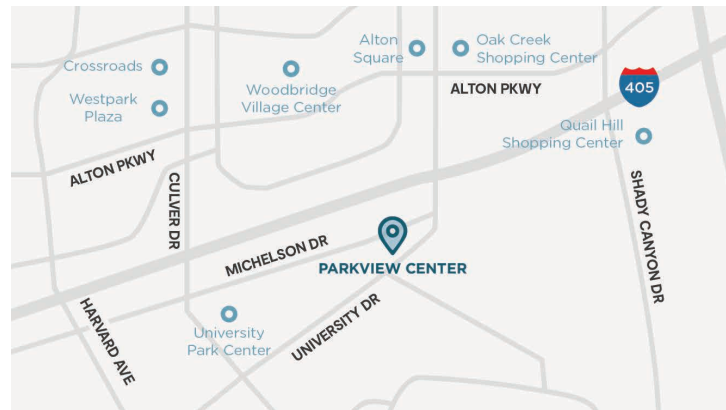 Crossroads
Westpark
Plaza
Woodbridge
Village Center
Alton
Square
Oak Creek
Shopping Center
ALTON PKWY
405
Quail Hill
Shopping Center
ALTON PKWY
CULVER DR
SHADY CANYON DR
MICHELSON DR
PARKVIEW CENTER
HARVARD AVE
University
Park Center
UNIVERSITY DR